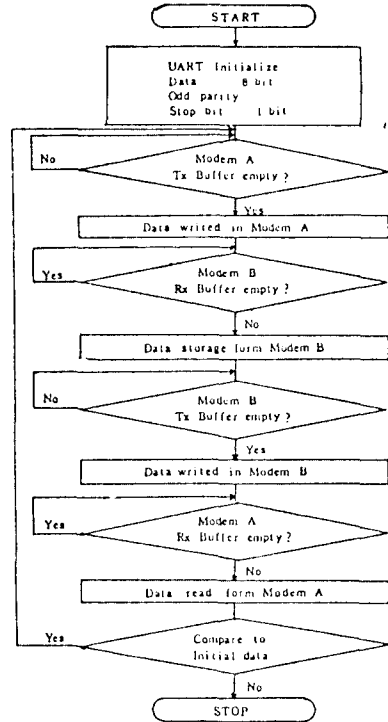 START
UART Initialize
Data 8 bit
Odd parity
Stop bit 1 bit
No
Modem A
Tx Buffer empty?
Yes
Data writed in Modem A
Yes
Modem B
Rx Buffer empty?
No
Data storage form Modem B
No
Modem B
Tx Buffer empty?
Yes
Data writed in Modem B
Yes
Modem A
Rx Buffer empty?
No
Data read form Modem A
Yes
Compare to
Initial data
No
STOP